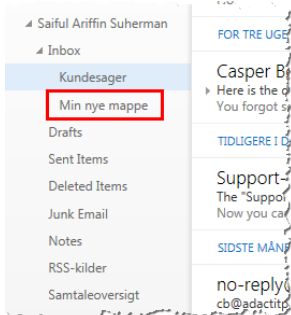 Saiful Ariffin Suherman
Inbox
Kundesager
Min nye mappe
Drafts
Sent Items
Deleted Items
Junk Email
Notes
RSS-kilder
Samtaleoversigt
FOR TRE UGE
Casper B
Here is the
You forgot
TIDLIGERE I
Support-
The "Suppo
Now you ca
SIDSTE MÅNE
no-reply
cb@adactitp